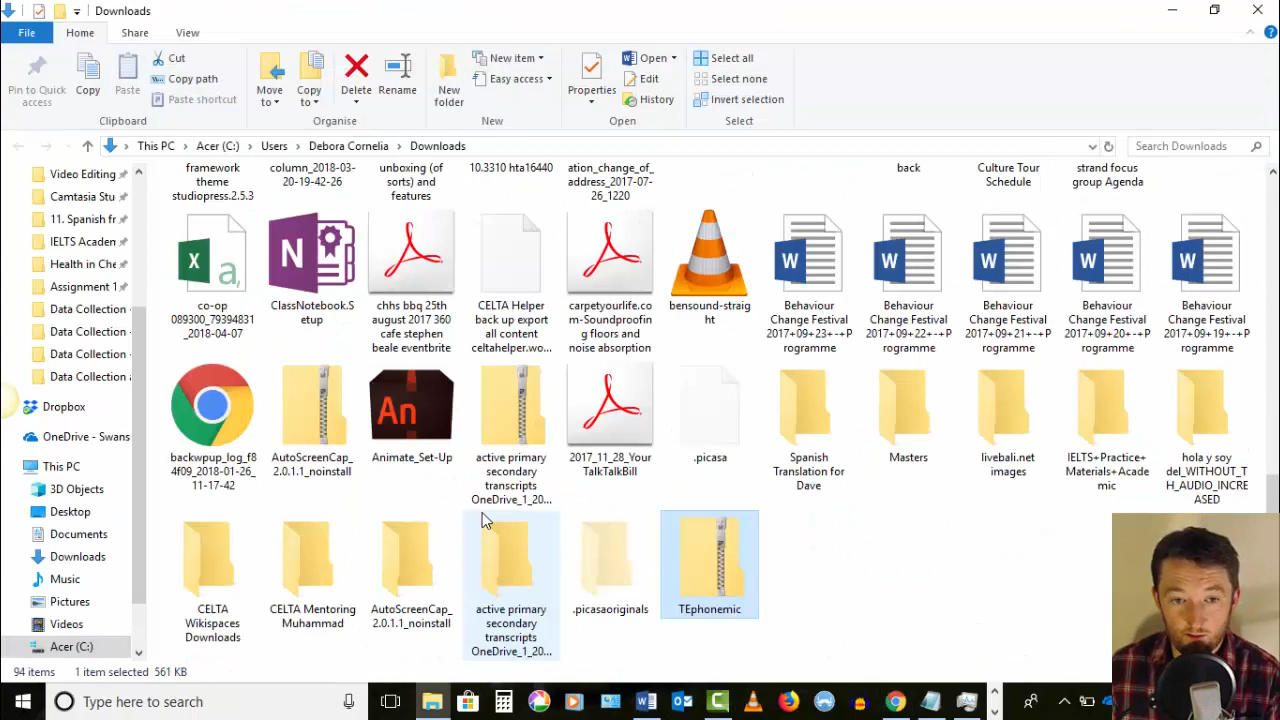 Downloads
File
Home
Share
View
Pin to Quick
access
Copy
Paste
Cut
Copy path
Paste shortcut
Move
to
Copy
to
Delete
Rename
New
folder
New item
Easy access
Properties
Open
Edit
History
Select all
Select none
Invert selection
Clipboard
Organise
New
Open
Select
This PC
Acer (C:)
Users
Debora Cornelia
Downloads
Search Downloads
Video Editing
Camtasia Stu
11. Spanish fr
IELTS Academ
Health in Che
Assignment 1
Data Collection
Data Collection
Data Collection
Data Collection a
Dropbox
OneDrive - Swans
This PC
3D Objects
Desktop
Documents
Downloads
Music
Pictures
Videos
Acer (C:)
framework
theme
studiopress.2.5.3
column_2018-03-
20-19-42-26
unboxing (of
sorts) and
features
10.3310 hta16440
ation_change_of_
address_2017-07-
26_1220
back
Culture Tour
Schedule
strand focus
group Agenda
co-op
089300_79394831
_2018-04-07
ClassNotebook.S
etup
chhs bbq 25th
august 2017 360
cafe stephen
beale eventbrite
CELTA Helper
back up export
all content
celtahelper.wo...
carpetyourlife.co
m-Soundproofin
g floors and
noise absorption
bensound-straig
ht
Behaviour
Change Festival
2017+09+23+-+P
rogramme
Behaviour
Change Festival
2017+09+22+-+P
rogramme
Behaviour
Change Festival
2017+09+21+-+P
rogramme
Behaviour
Change Festival
2017+09+20+-+P
rogramme
Behaviour
Change Festival
2017+09+19+-+P
rogramme
backwpup_log_f8
4f09_2018-01-26_
11-17-42
AutoScreenCap_
2.0.1.1_noinstall
An
Animate_Set-Up
active primary
secondary
transcripts
OneDrive_1_20...
2017_11_28_Your
TalkTalkBill
.picasa
Spanish
Translation for
Dave
Masters
livebali.net
images
IELTS+Practice+
Materials+Acade
mic
hola y soy
del_WITHOUT_T
H_AUDIO_INCRE
ASED
CELTA
Wikispaces
Downloads
CELTA Mentoring
Muhammad
AutoScreenCap_
2.0.1.1_noinstall
active primary
secondary
transcripts
OneDrive_1_20...
.picasaoriginals
TEphonemic
94 items
1 item selected 561 KB
Type here to search